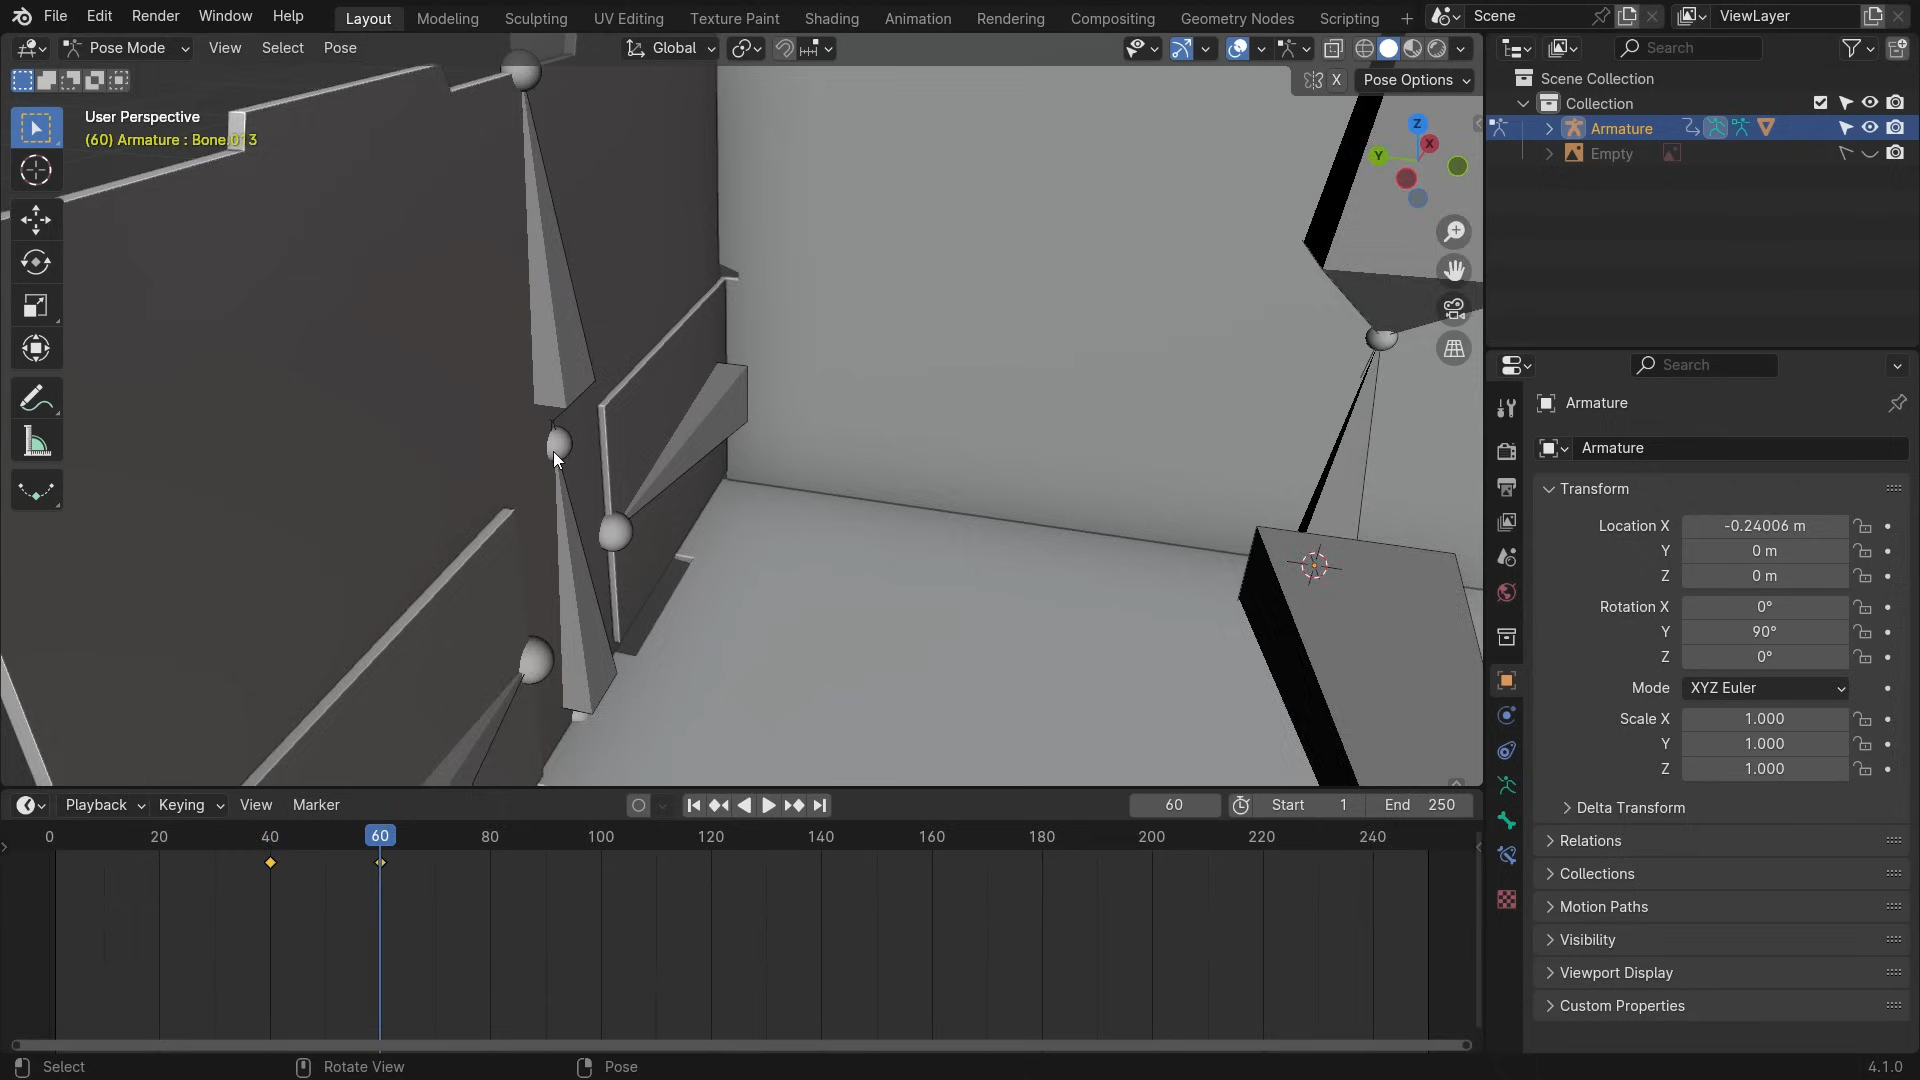 File Edit Render Window Help Layout Modeling Sculpting UV Editing Texture Paint Shading Animation Rendering Compositing Geometry Nodes Scripting + Scene ViewLayer
Pose Mode View Select Pose Global Search
X Pose Options
User Perspective
(60) Armature : Bone.013
Z
X
Y
Scene Collection
Collection
Armature
Empty
Search
Armature
Armature
Transform
Location X -0.24006 m
Y 0 m
Z 0 m
Rotation X 0°
Y 90°
Z 0°
Mode XYZ Euler
Scale X 1.000
Y 1.000
Z 1.000
Delta Transform
Relations
Collections
Motion Paths
Visibility
Viewport Display
Custom Properties
Playback Keying View Marker 60 Start 1 End 250
0 20 40 60 80 100 120 140 160 180 200 220 240
Select Rotate View Pose 4.1.0